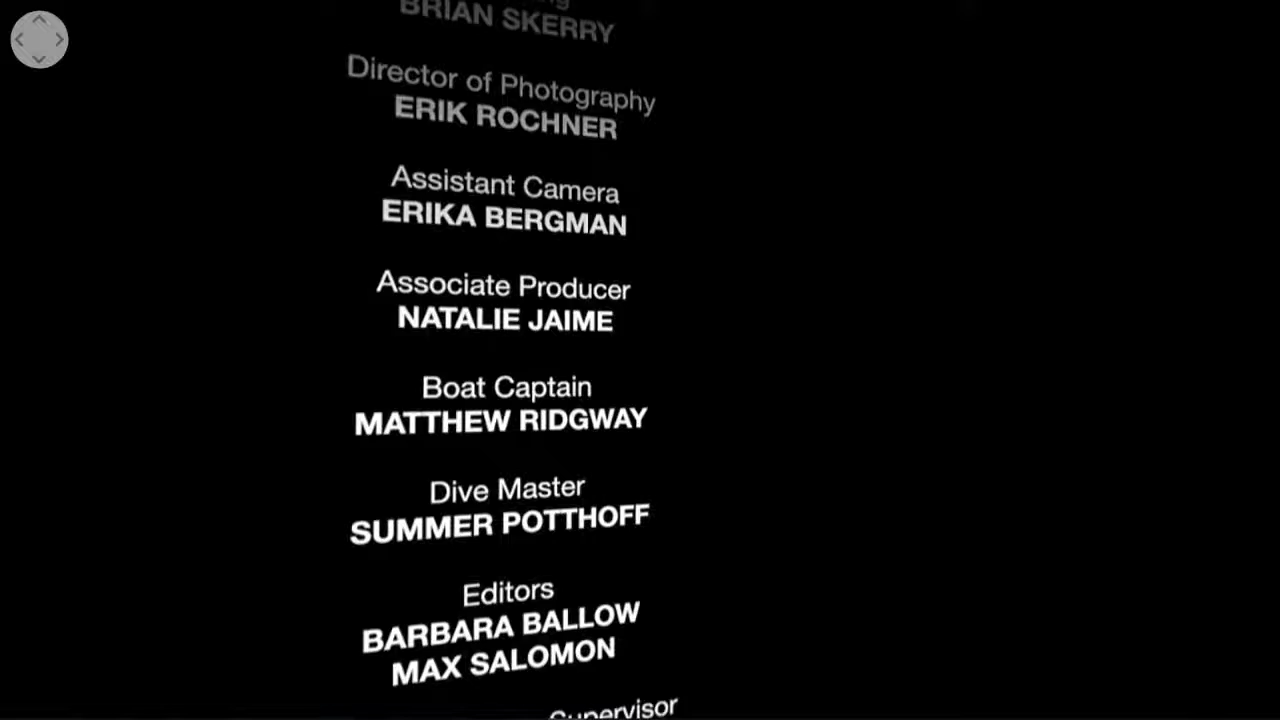 BRIAN SKERRY
Director of Photography
ERIK ROCHNER
Assistant Camera
ERIKA BERGMAN
Associate Producer
NATALIE JAIME
Boat Captain
MATTHEW RIDGWAY
Dive Master
SUMMER POTTHOFF
Editors
BARBARA BALLOW
MAX SALOMON
Supervisor